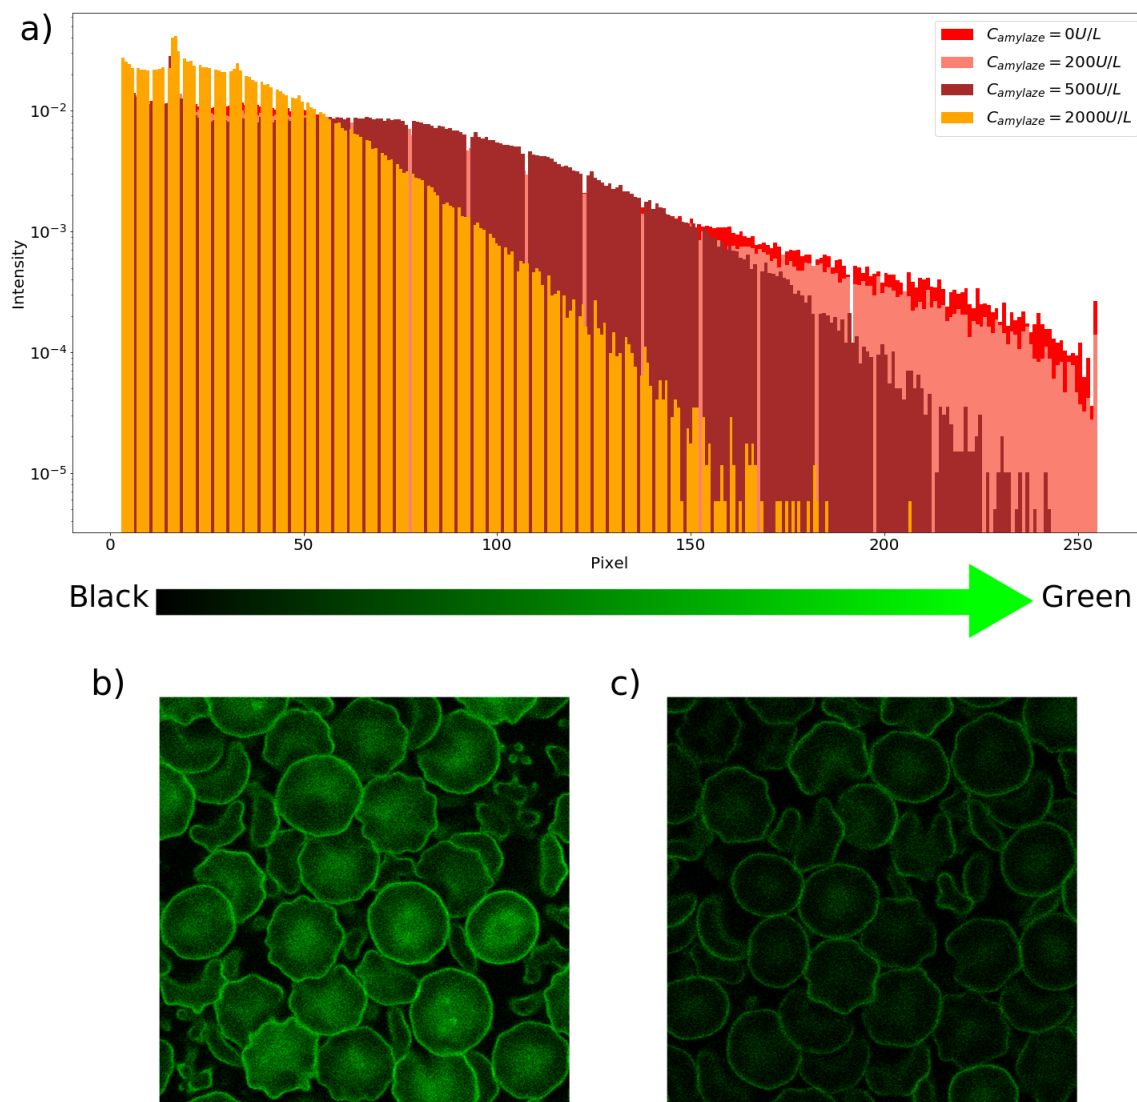 a)
C_amylaze = 0U/L
C_amylaze = 200U/L
C_amylaze = 500U/L
C_amylaze = 2000U/L
Intensity
10^-2
10^-3
10^-4
10^-5
0 50 100 150 200 250
Pixel
Black Green
b) c)